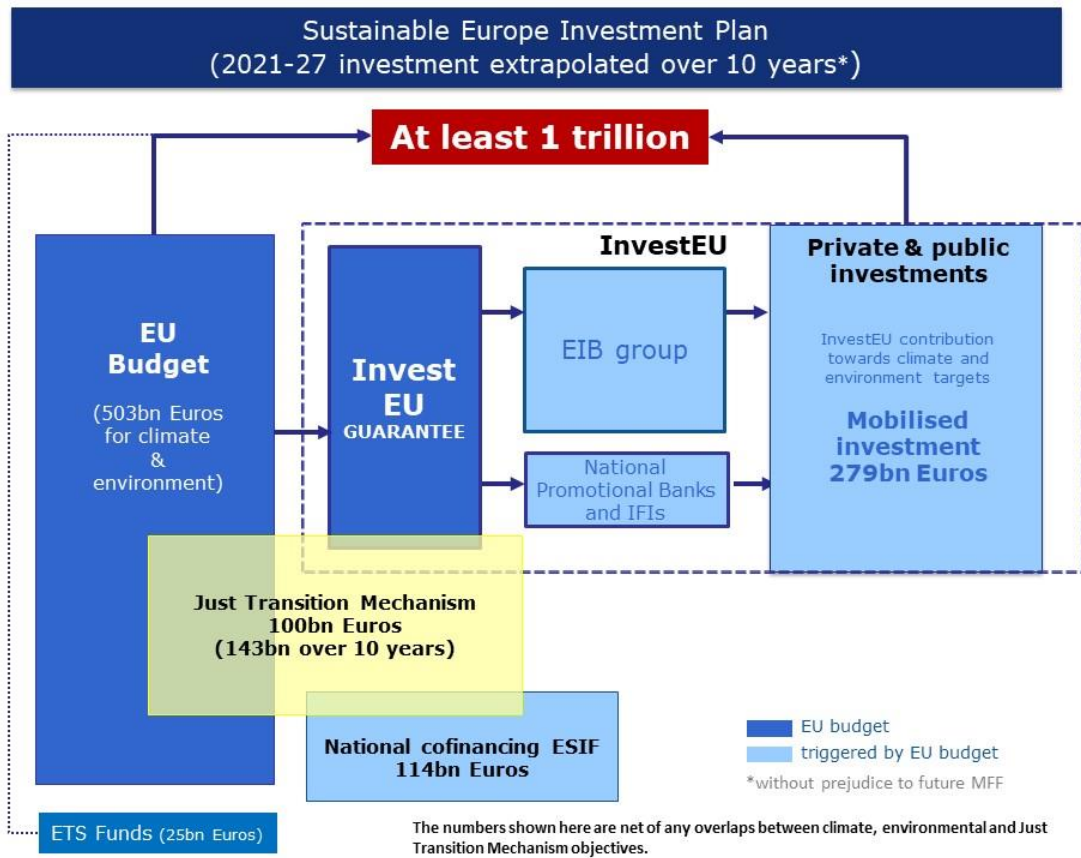 Sustainable Europe Investment Plan
(2021-27 investment extrapolated over 10 years*)
At least 1 trillion
EU
Budget
(503bn Euros
for climate
&
environment)
Invest
EU
GUARANTEE
InvestEU
EIB group
National
Promotional Banks
and IFIs
Private & public
investments
InvestEU contribution
towards climate and
environment targets
Mobilised
investment
279bn Euros
Just Transition Mechanism
100bn Euros
(143bn over 10 years)
National cofinancing ESIF
114bn Euros
EU budget
triggered by EU budget
*without prejudice to future MFF
ETS Funds (25bn Euros)
The numbers shown here are net of any overlaps between climate, environmental and Just
Transition Mechanism objectives.